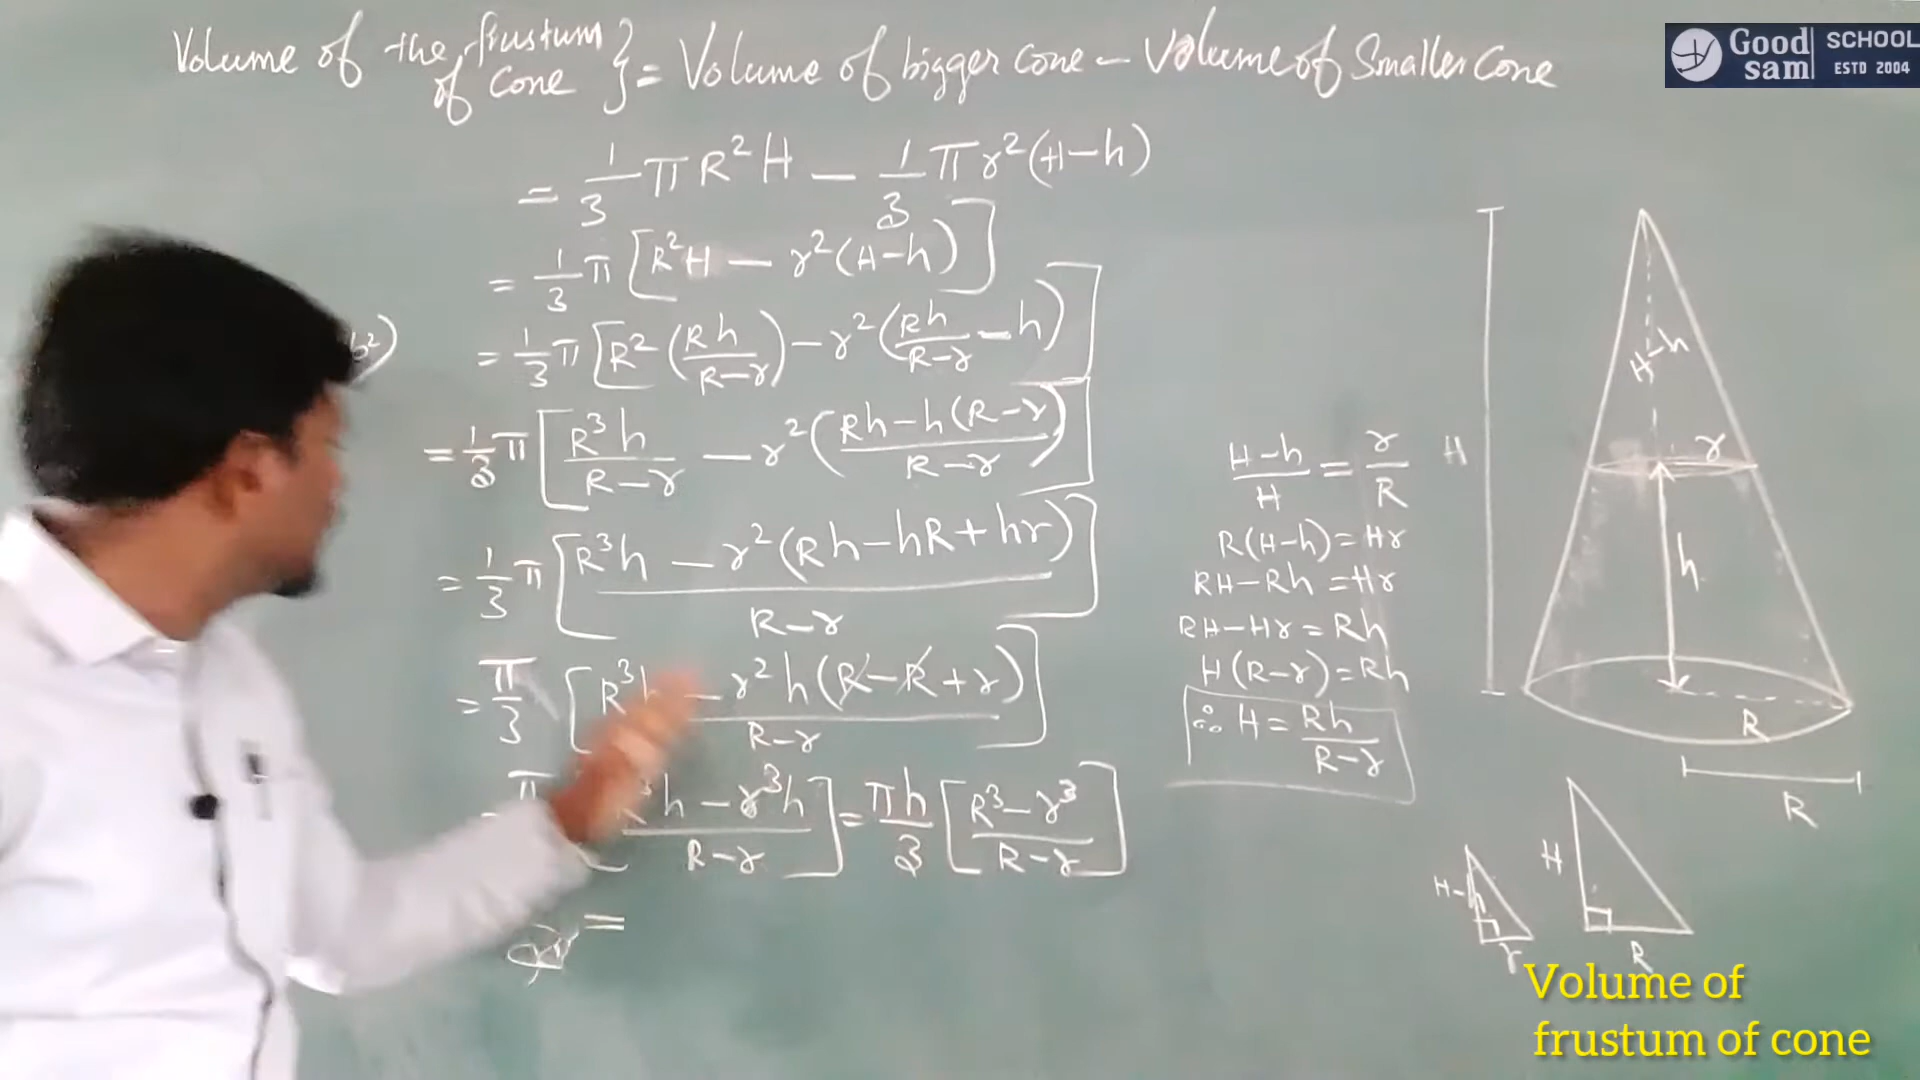 Volume of the frustum of cone } = Volume of bigger cone – Volume of Smaller Cone
= 1/3 π R² H – 1/3 π r² (H–h)
= 1/3 π [R²H – r²(H–h)]
b²)
= 1/3 π [R² (Rh/R–r) – r² (Rh/R–r – h)]
= 1/3 π [R³h/R–r – r² (Rh–h(R–r)/R–r)]
= 1/3 π [R³h – r²(Rh–hR+hr)/R–r]
= π/3 [R³h – r²h(R–R+r)/R–r]
= π/3 [R³h – r³h/R–r] = πh/3 [R³–r³/R–r]
=
H–h/H = r/R
R(H–h)=Hr
RH–Rh=Hr
RH–Hr=Rh
H(R–r)=Rh
∴ H = Rh/R–r
H
H–h
r
h
R
R
H–h
r
H
R
Good sam SCHOOL
ESTD 2004
Volume of
frustum of cone